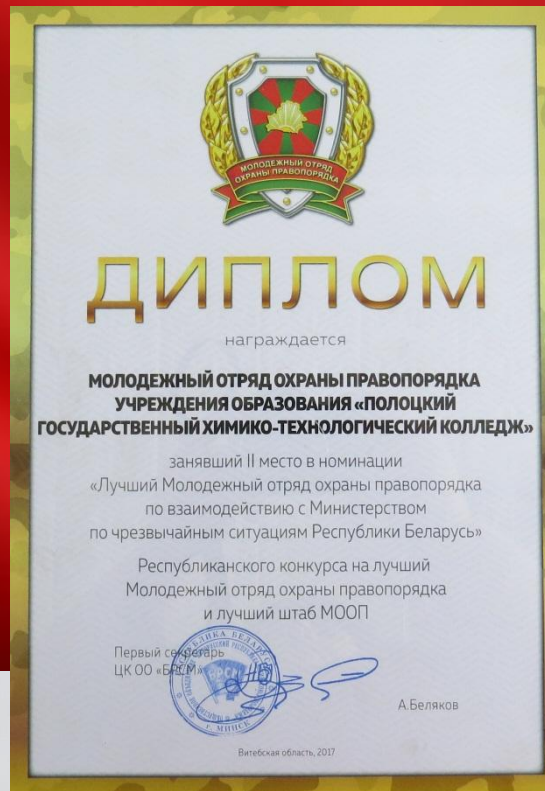 МОЛОДЕЖНЫЙ ОТРЯД
ОХРАНЫ ПРАВОПОРЯДКА
ДИПЛОМ
награждается
МОЛОДЕЖНЫЙ ОТРЯД ОХРАНЫ ПРАВОПОРЯДКА
УЧРЕЖДЕНИЯ ОБРАЗОВАНИЯ «ПОЛОЦКИЙ
ГОСУДАРСТВЕННЫЙ ХИМИКО-ТЕХНОЛОГИЧЕСКИЙ КОЛЛЕДЖ»
занявший II место в номинации
«Лучший Молодежный отряд охраны правопорядка
по взаимодействию с Министерством
по чрезвычайным ситуациям Республики Беларусь»
Республиканского конкурса на лучший
Молодежный отряд охраны правопорядка
и лучший штаб МООП
Первый секретарь
ЦК ОО «БРСМ»
БРСМ
г. МИНСК
А.Беляков
Витебская область, 2017